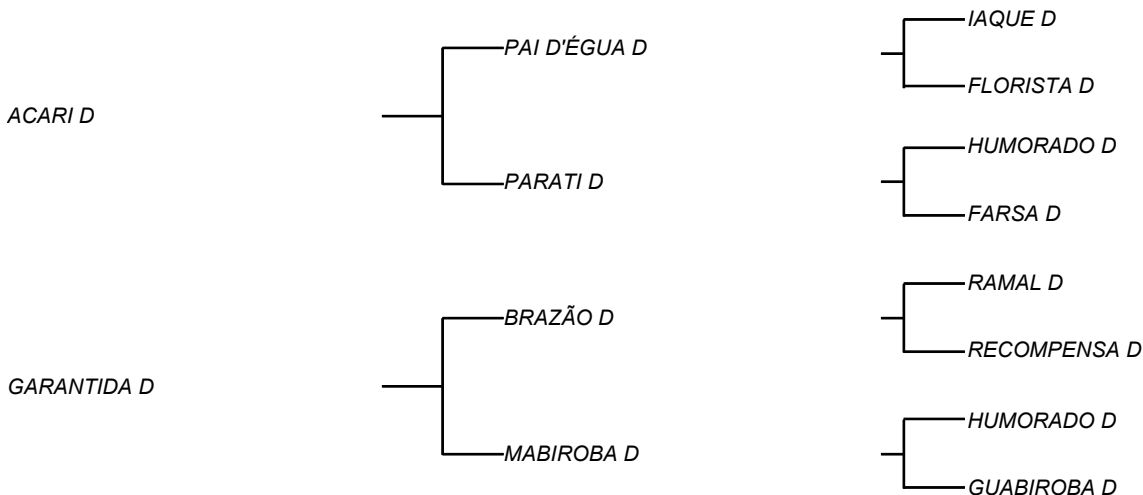 IAQUE D
PAI D'ÉGUA D
FLORISTA D
ACARI D
HUMORADO D
PARATI D
FARSA D
RAMAL D
BRAZÃO D
RECOMPENSA D
GARANTIDA D
HUMORADO D
MABIROBA D
GUABIROBA D